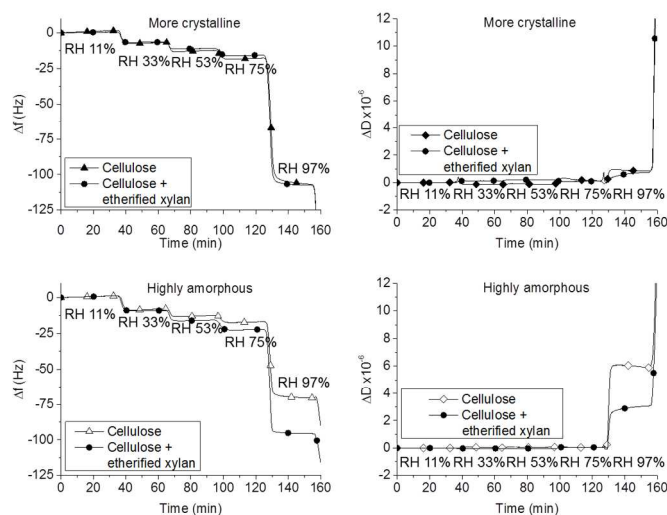 More crystalline
0
-25
-50
-75
-100
-125
Δf (Hz)
RH 11%
RH 33%
RH 53%
RH 75%
RH 97%
Cellulose
Cellulose +
etherified xylan
0 20 40 60 80 100 120 140 160
Time (min)
More crystalline
12
10
8
6
4
2
0
-2
ΔD x10-6
Cellulose
Cellulose +
etherified xylan
RH 11% RH 33% RH 53% RH 75% RH 97%
0 20 40 60 80 100 120 140 160
Time (min)
Highly amorphous
0
-25
-50
-75
-100
-125
Δf (Hz)
RH 11%
RH 33%
RH 53%
RH 75%
RH 97%
Cellulose
Cellulose +
etherified xylan
0 20 40 60 80 100 120 140 160
Time (min)
Highly amorphous
12
10
8
6
4
2
0
-2
ΔD x10-6
Cellulose
Cellulose +
etherified xylan
RH 11% RH 33% RH 53% RH 75% RH 97%
0 20 40 60 80 100 120 140 160
Time (min)